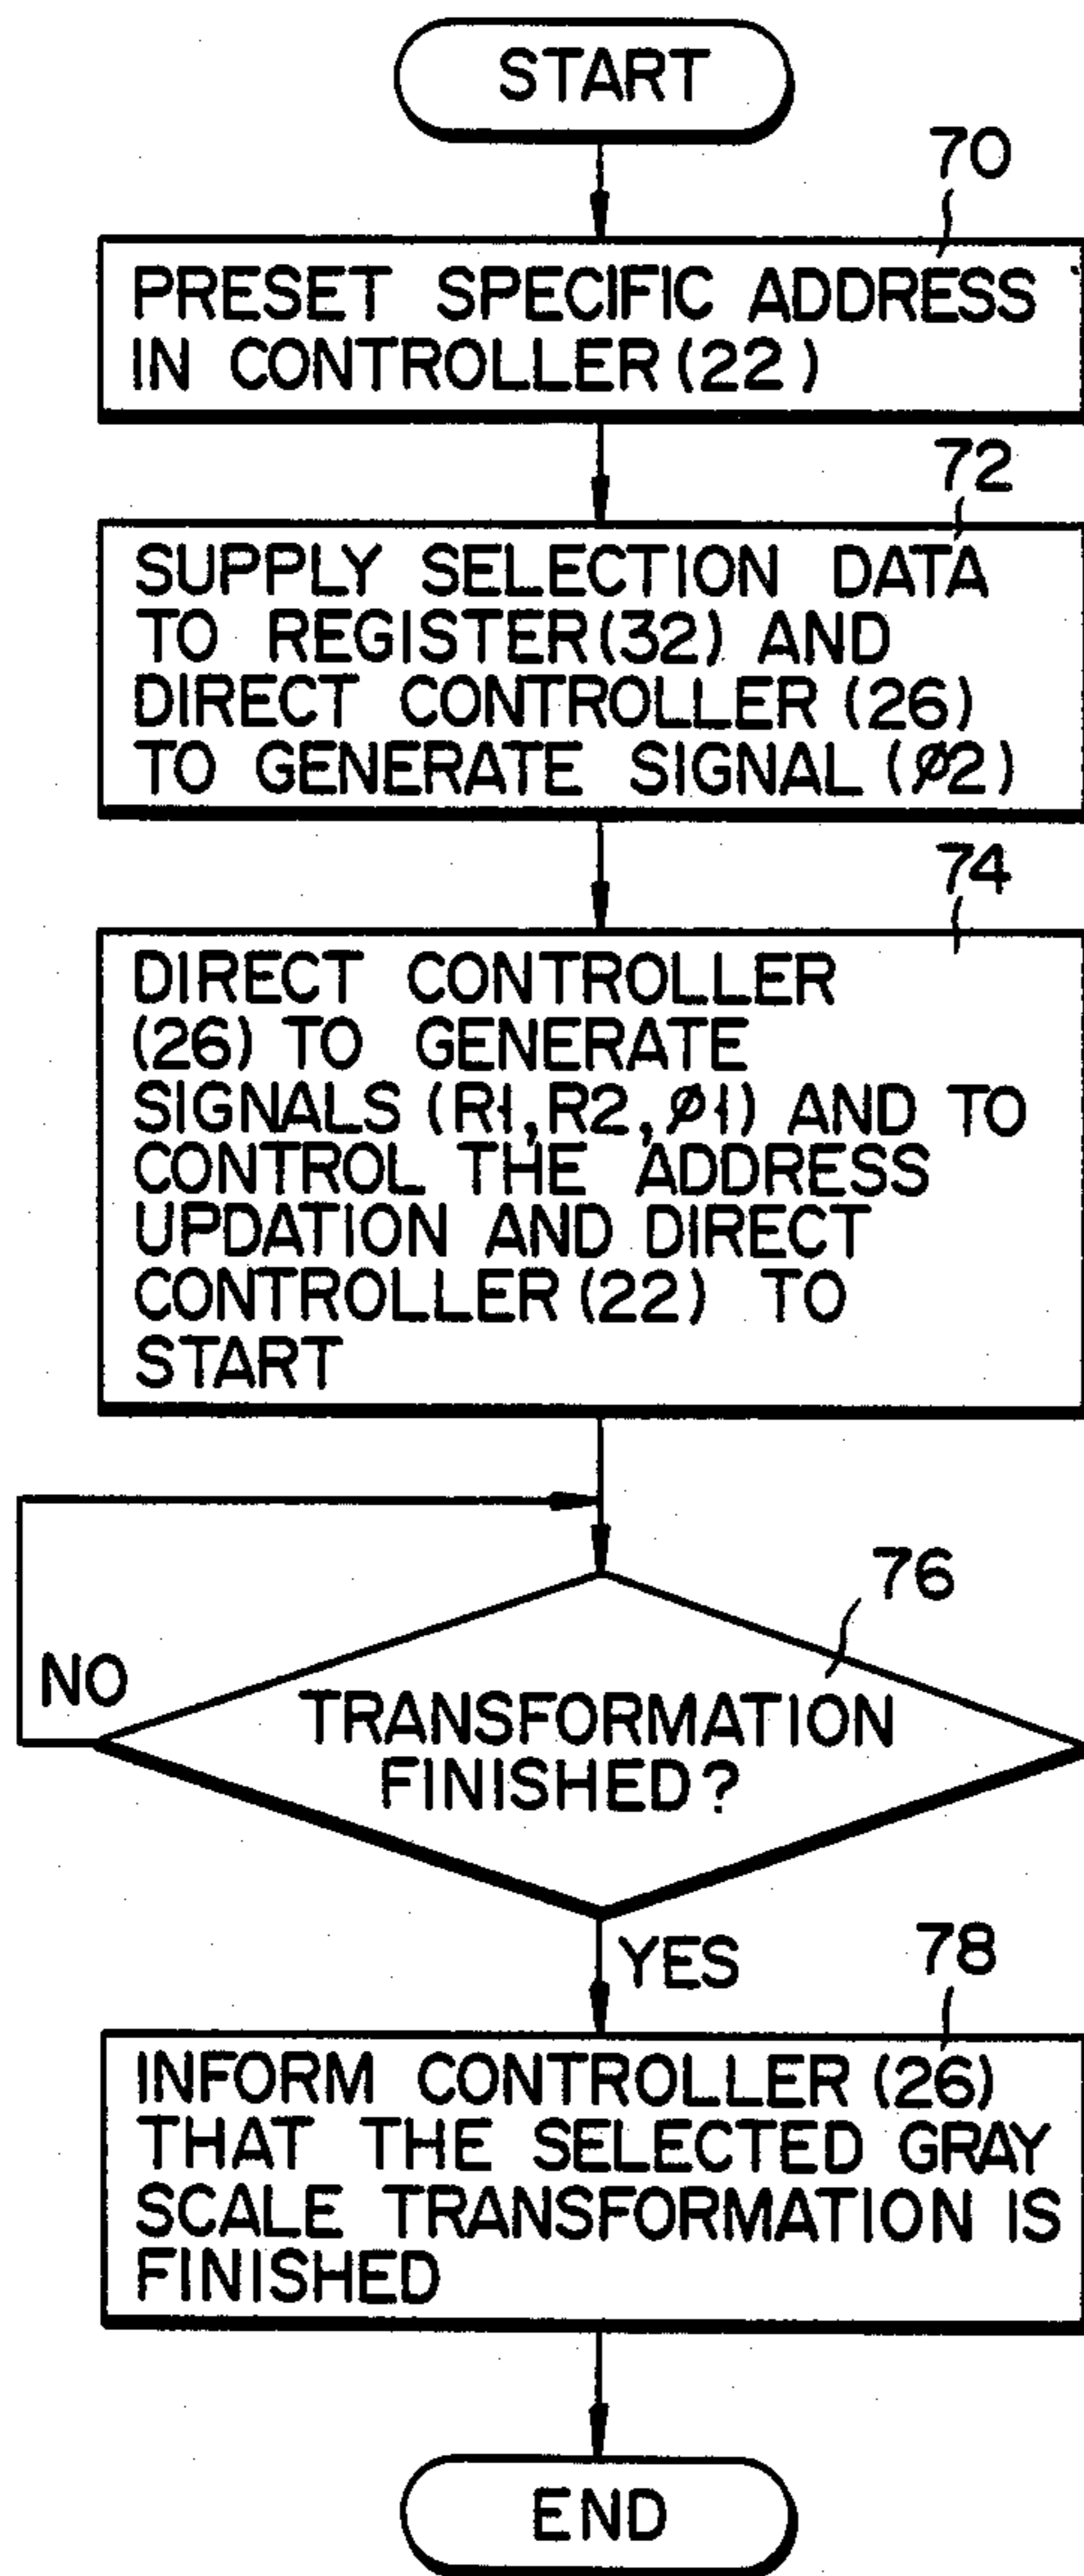 START
70
PRESET SPECIFIC ADDRESS
IN CONTROLLER (22)
72
SUPPLY SELECTION DATA
TO REGISTER (32) AND
DIRECT CONTROLLER (26)
TO GENERATE SIGNAL (ø2)
74
DIRECT CONTROLLER
(26) TO GENERATE
SIGNALS (R1, R2, ø1) AND TO
CONTROL THE ADDRESS
UPDATION AND DIRECT
CONTROLLER (22) TO
START
76
NO
TRANSFORMATION
FINISHED?
YES
78
INFORM CONTROLLER (26)
THAT THE SELECTED GRAY
SCALE TRANSFORMATION IS
FINISHED
END